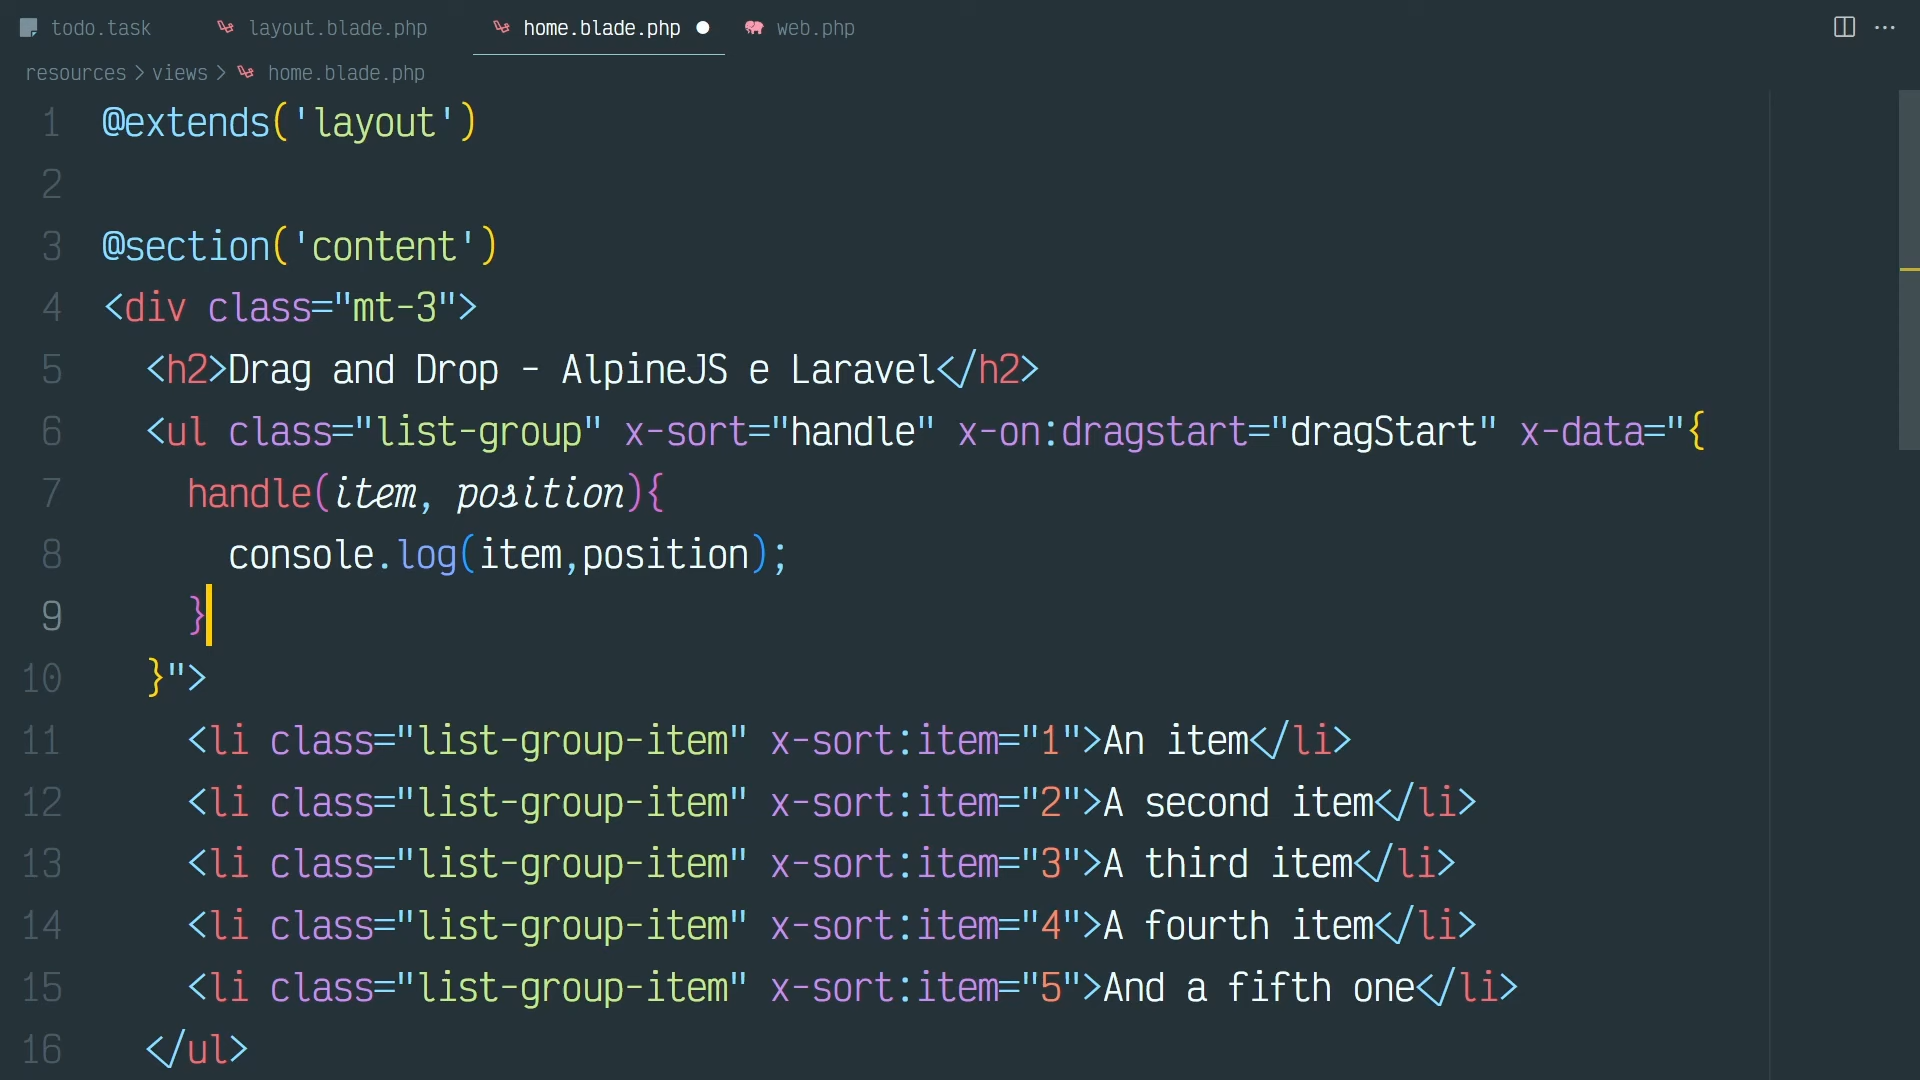 todo.task layout.blade.php home.blade.php web.php
resources > views > home.blade.php
1 @extends('layout')
2
3 @section('content')
4 <div class="mt-3">
5 <h2>Drag and Drop - AlpineJS e Laravel</h2>
6 <ul class="list-group" x-sort="handle" x-on:dragstart="dragStart" x-data="{
7 handle(item, position){
8 console.log(item,position);
9 }
10 }">
11 <li class="list-group-item" x-sort:item="1">An item</li>
12 <li class="list-group-item" x-sort:item="2">A second item</li>
13 <li class="list-group-item" x-sort:item="3">A third item</li>
14 <li class="list-group-item" x-sort:item="4">A fourth item</li>
15 <li class="list-group-item" x-sort:item="5">And a fifth one</li>
16 </ul>